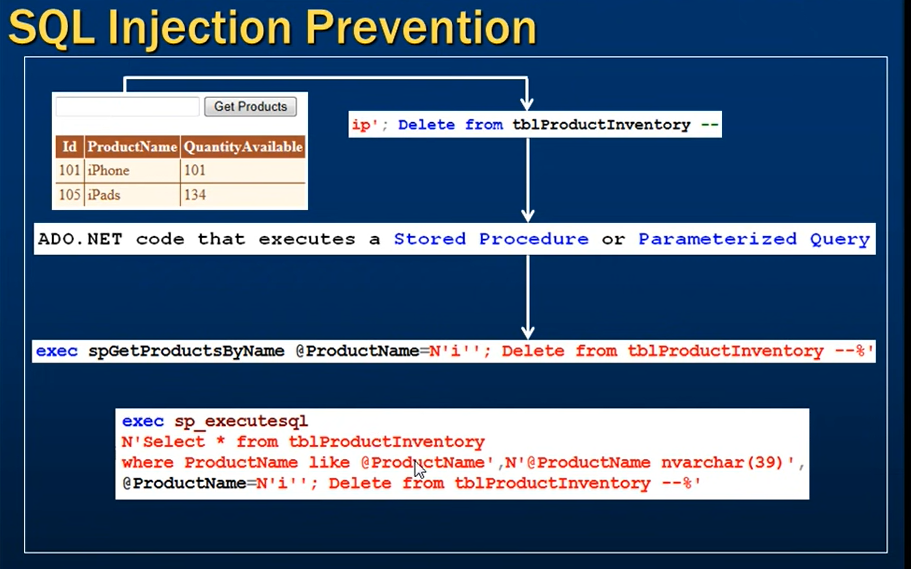 SQL Injection Prevention
Get Products
Id ProductName QuantityAvailable
101 iPhone 101
105 iPads 134
ip'; Delete from tblProductInventory --
ADO.NET code that executes a Stored Procedure or Parameterized Query
exec spGetProductsByName @ProductName=N'i''; Delete from tblProductInventory --%'
exec sp_executesql
N'Select * from tblProductInventory
where ProductName like @ProductName',N'@ProductName nvarchar(39)',
@ProductName=N'i''; Delete from tblProductInventory --%'